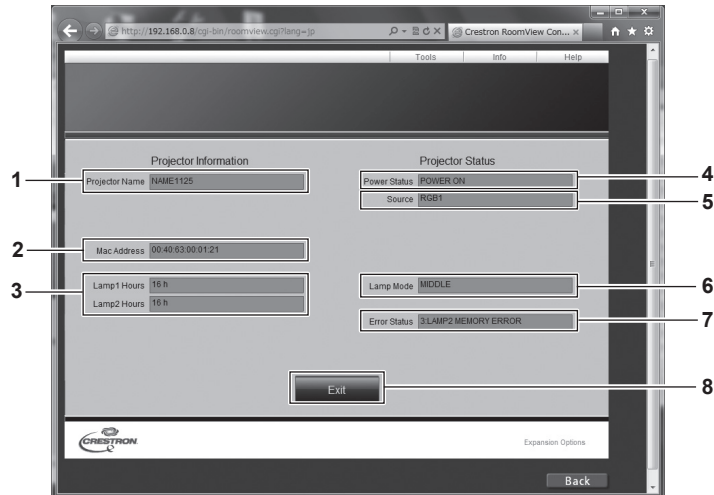 http://192.168.0.8/cgi-bin/roomview.cgi?lang=jp
Crestron RoomView Con... ×
Tools Info Help
Projector Information
Projector Status
1 Projector Name NAME1125
Power Status POWER ON 4
Source RGB1 5
2 Mac Address 00:40:63:00:01:21
3 Lamp1 Hours 16 h
Lamp2 Hours 16 h
Lamp Mode MIDDLE 6
Error Status 3:LAMP2 MEMORY ERROR 7
Exit 8
CRESTRON
Expansion Options
Back